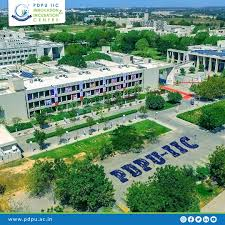 PDPU IIC
INNOVATION &
INCUBATION
CENTRE
PDPU-IIC
www.pdpu.ac.in